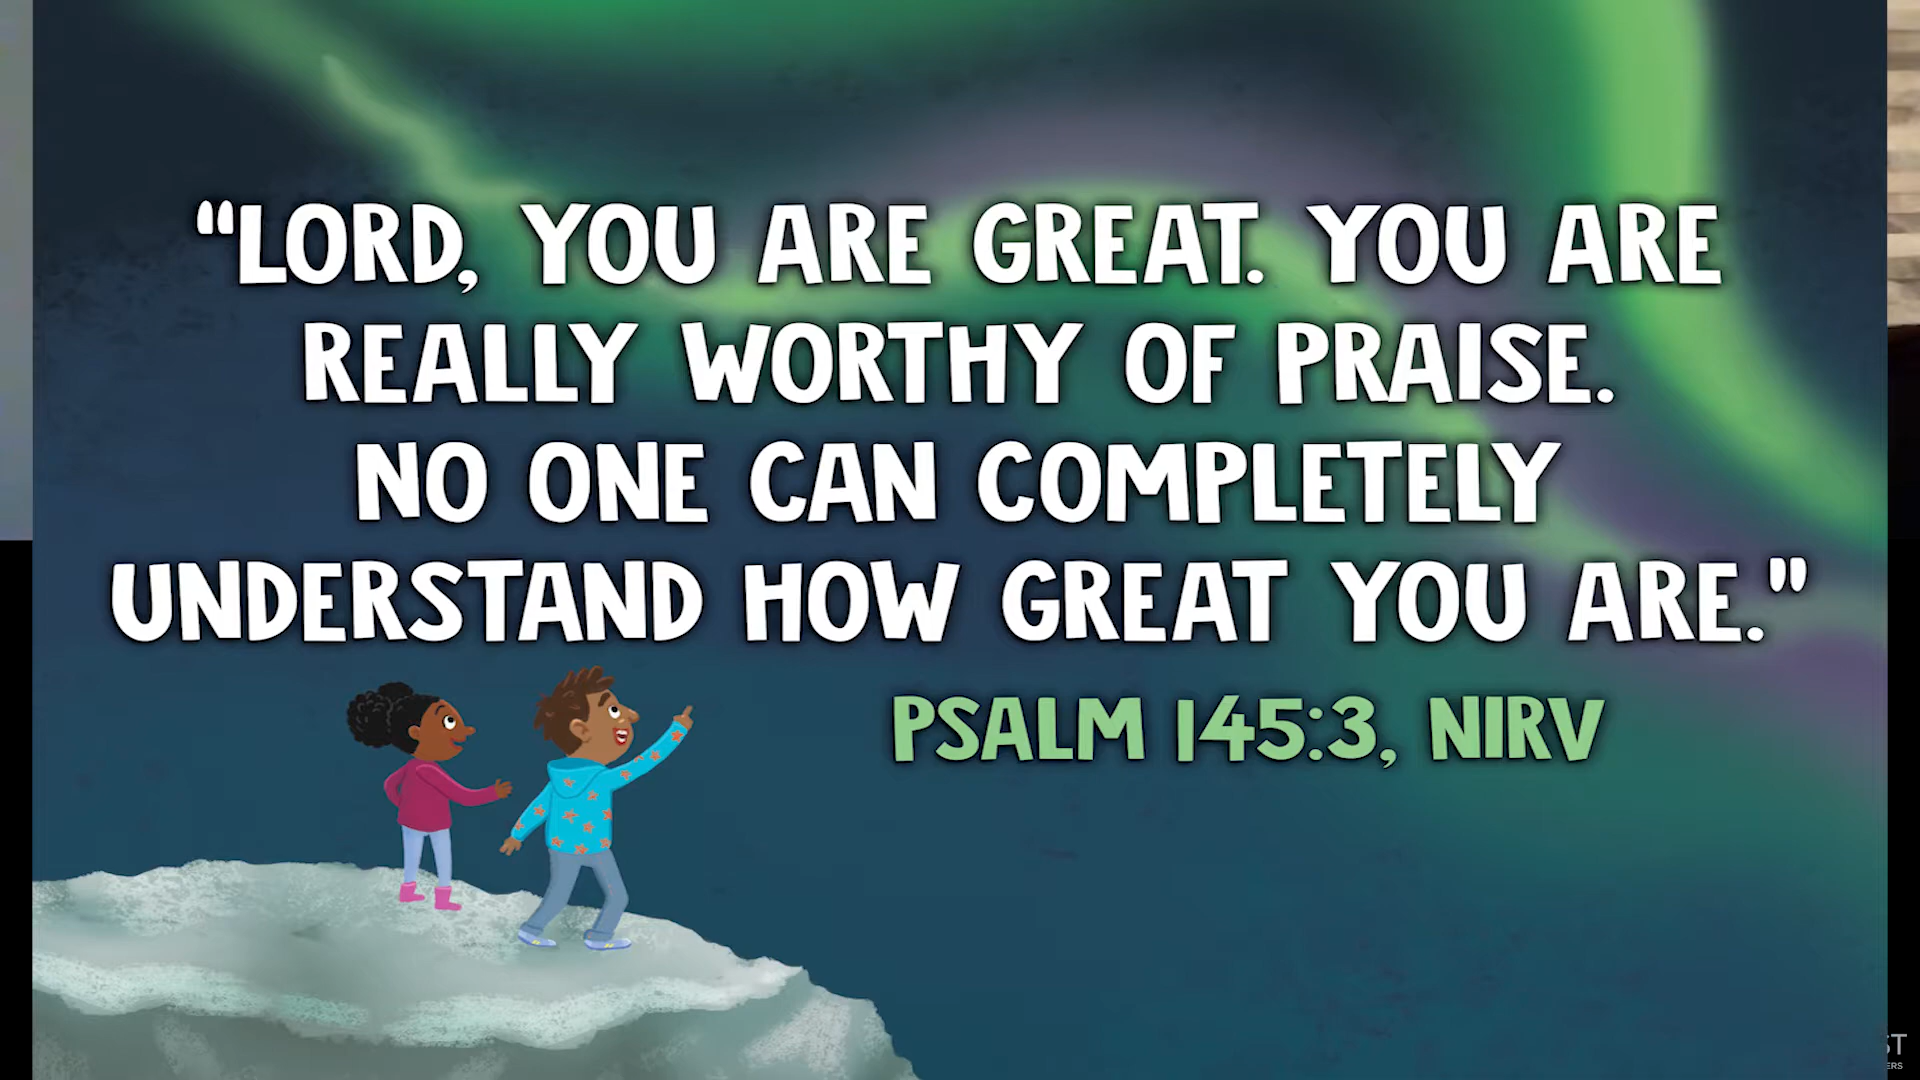 "LORD, YOU ARE GREAT. YOU ARE
REALLY WORTHY OF PRAISE.
NO ONE CAN COMPLETELY
UNDERSTAND HOW GREAT YOU ARE."
PSALM 145:3, NIRV